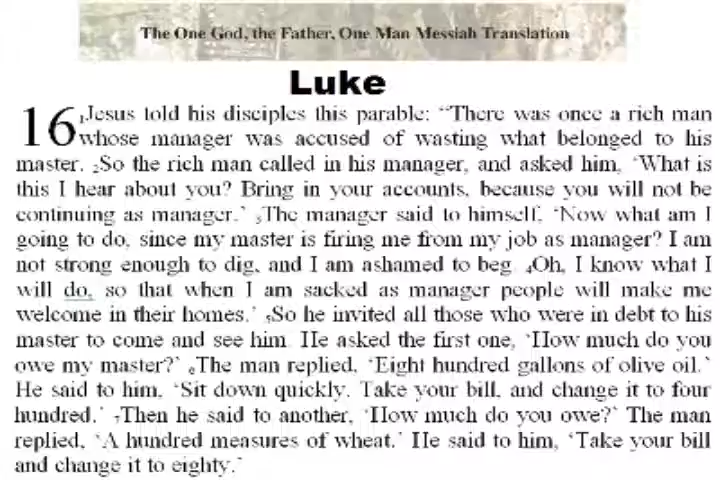 The One God, the Father, One Man Messiah Translation
Luke
16 1Jesus told his disciples this parable: “There was once a rich man
whose manager was accused of wasting what belonged to his
master. 2So the rich man called in his manager, and asked him, ‘What is
this I hear about you? Bring in your accounts, because you will not be
continuing as manager.’ 3The manager said to himself, ‘Now what am I
going to do, since my master is firing me from my job as manager? I am
not strong enough to dig, and I am ashamed to beg. 4Oh, I know what I
will do, so that when I am sacked as manager people will make me
welcome in their homes.’ 5So he invited all those who were in debt to his
master to come and see him. He asked the first one, ‘How much do you
owe my master?’ 6The man replied, ‘Eight hundred gallons of olive oil.’
He said to him, ‘Sit down quickly. Take your bill, and change it to four
hundred.’ 7Then he said to another, ‘How much do you owe?’ The man
replied, ‘A hundred measures of wheat.’ He said to him, ‘Take your bill
and change it to eighty.’